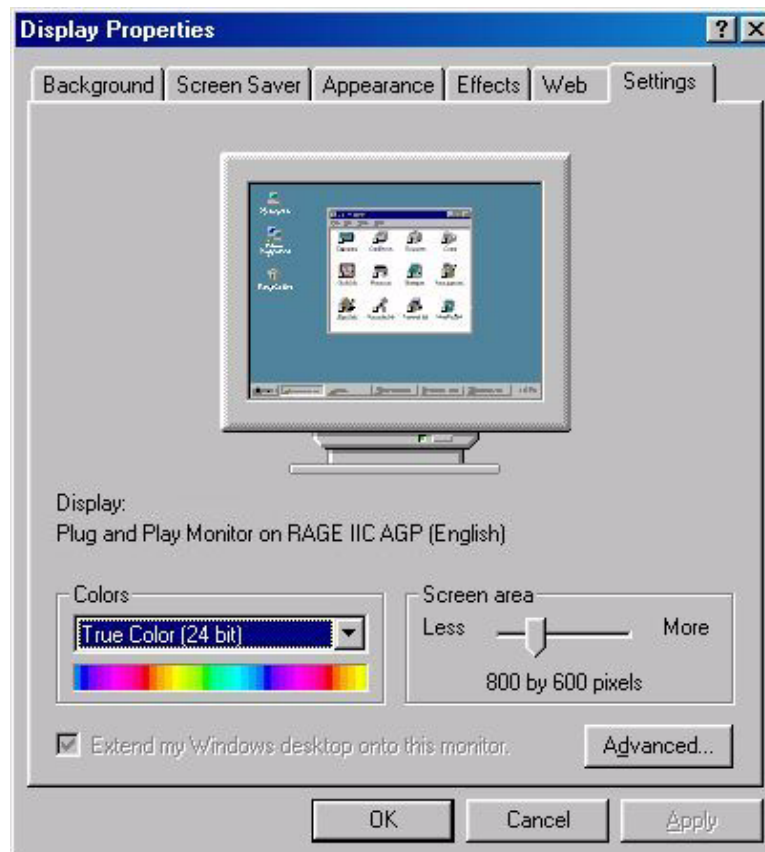 Display Properties
Background Screen Saver Appearance Effects Web Settings
Display:
Plug and Play Monitor on RAGE IIC AGP (English)
Colors
True Color (24 bit)
Screen area
Less More
800 by 600 pixels
Extend my Windows desktop onto this monitor.
Advanced...
OK Cancel Apply